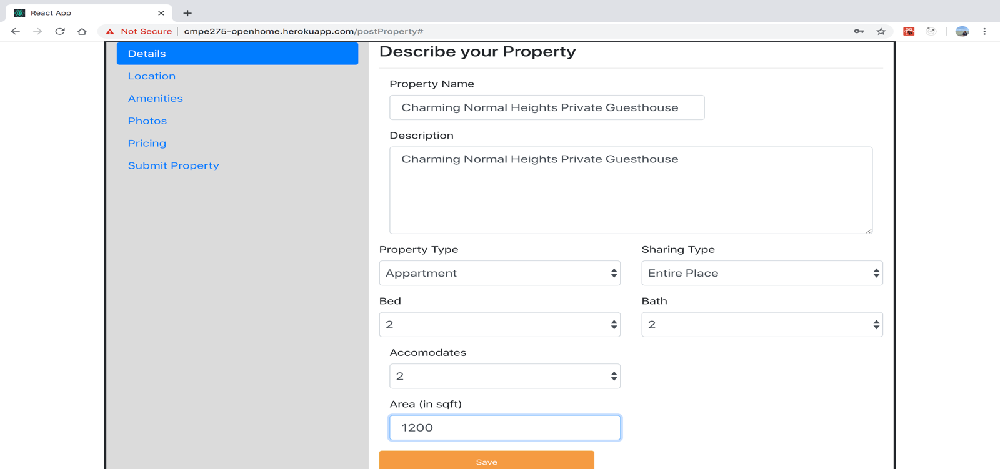 React App
Not Secure | cmpe275-openhome.herokuapp.com/postProperty#
Details
Location
Amenities
Photos
Pricing
Submit Property
Describe your Property
Property Name
Charming Normal Heights Private Guesthouse
Description
Charming Normal Heights Private Guesthouse
Property Type
Sharing Type
Appartment
Entire Place
Bed
Bath
2
2
Accomodates
2
Area (in sqft)
1200
Save